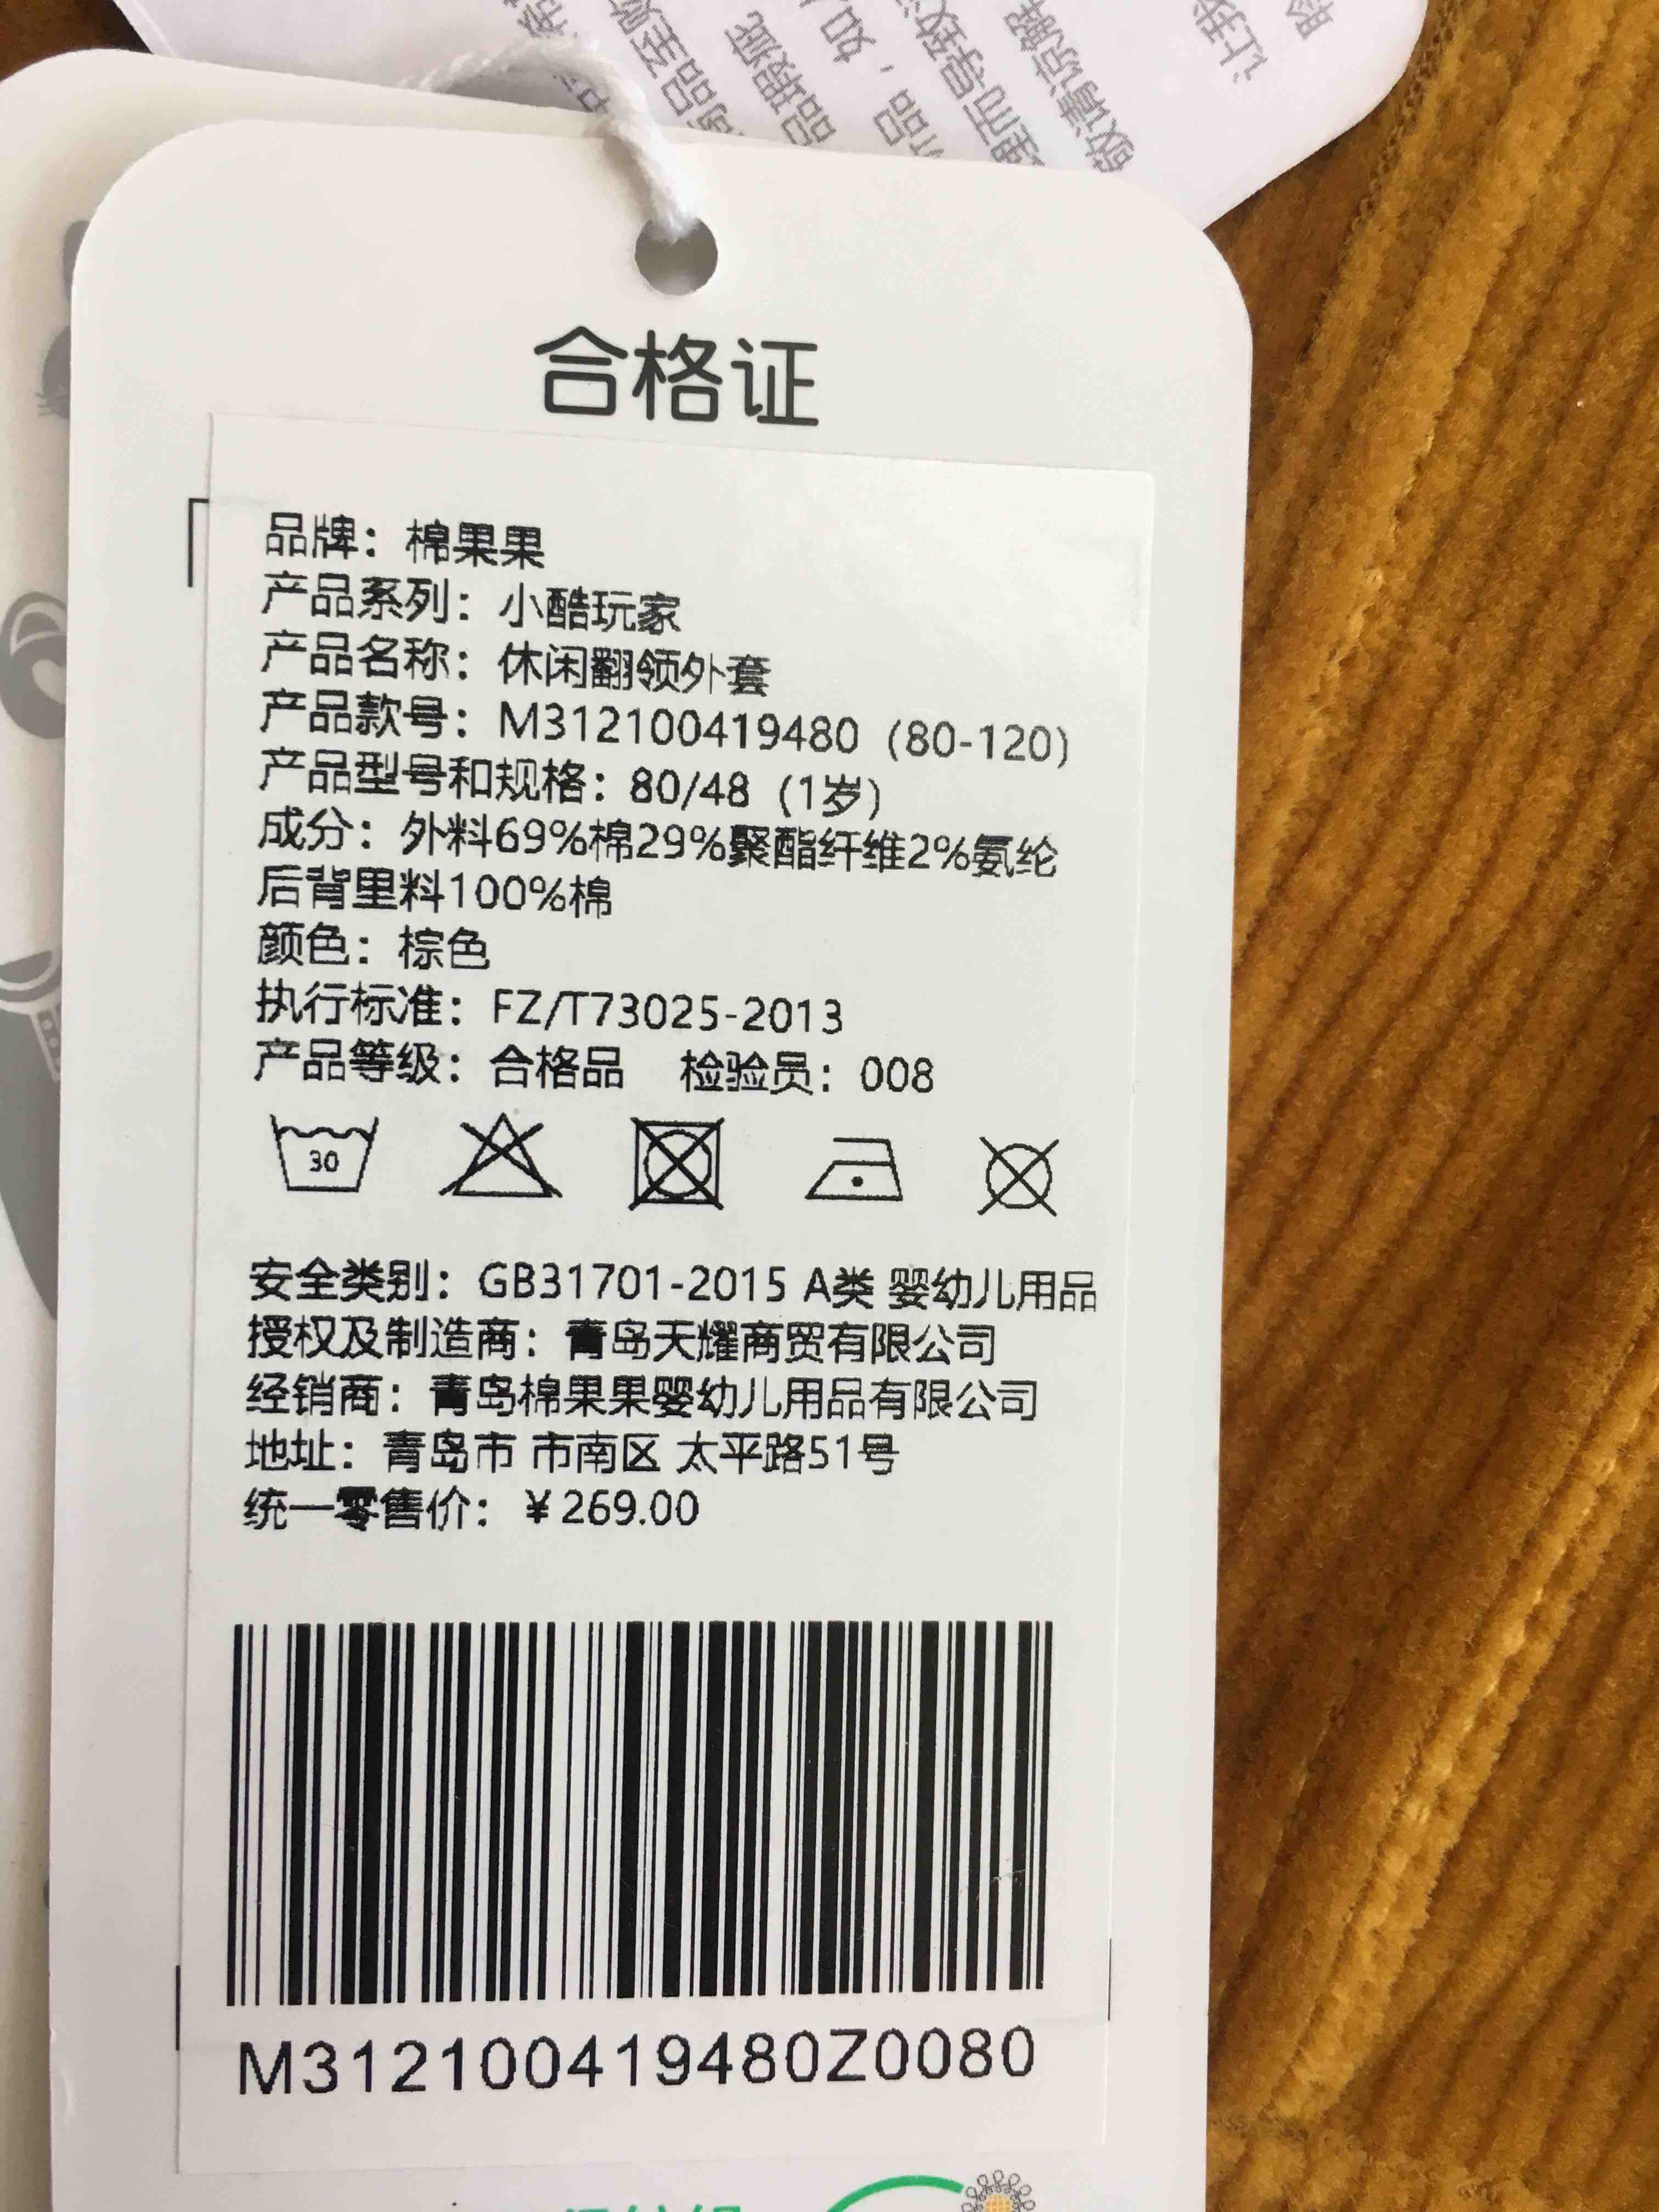 合格证
品牌：棉果果
产品系列：小酷玩家
产品名称：休闲翻领外套
产品款号：M312100419480（80-120）
产品型号和规格：80/48（1岁）
成分：外料69%棉29%聚酯纤维2%氨纶
后背里料100%棉
颜色：棕色
执行标准：FZ/T73025-2013
产品等级：合格品 检验员：008
30
安全类别：GB31701-2015 A类 婴幼儿用品
授权及制造商：青岛天耀商贸有限公司
经销商：青岛棉果果婴幼儿用品有限公司
地址：青岛市 市南区 太平路51号
统一零售价：￥269.00
M312100419480Z0080